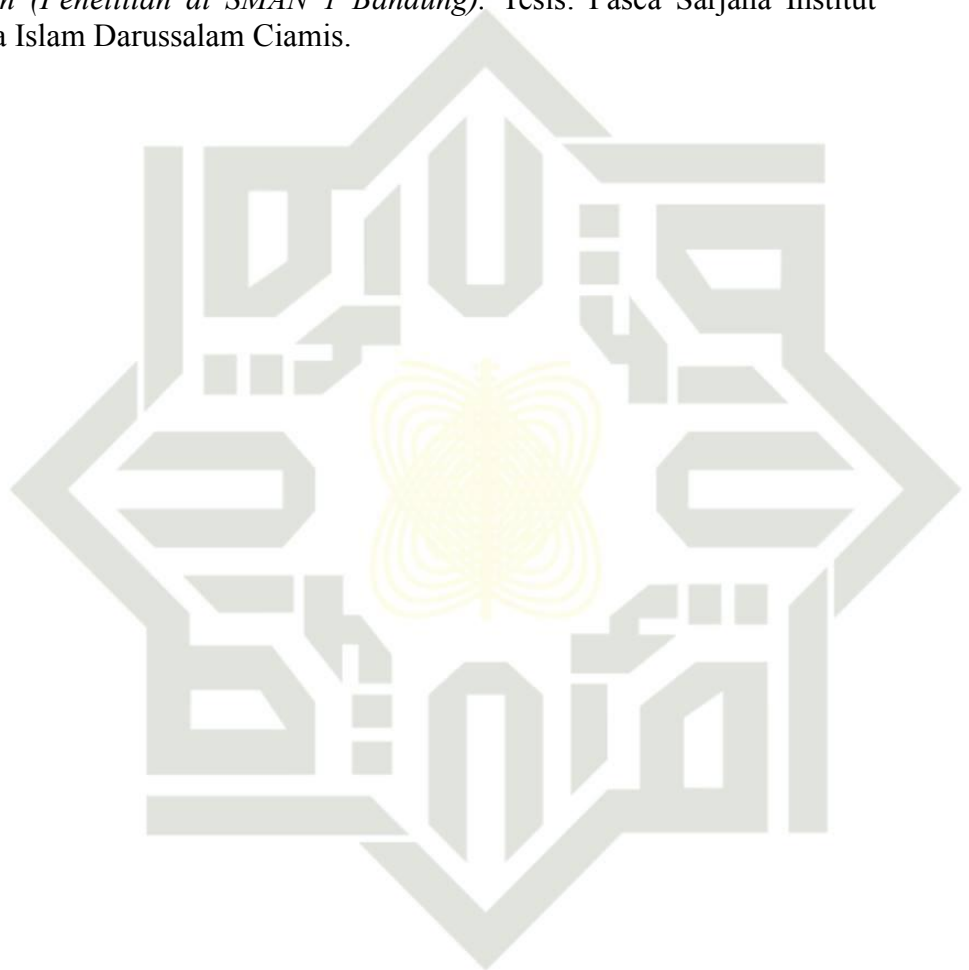 n (Penelitian di SMAN 1 Bandung). Tesis. Pasca Sarjana Institut
a Islam Darussalam Ciamis.